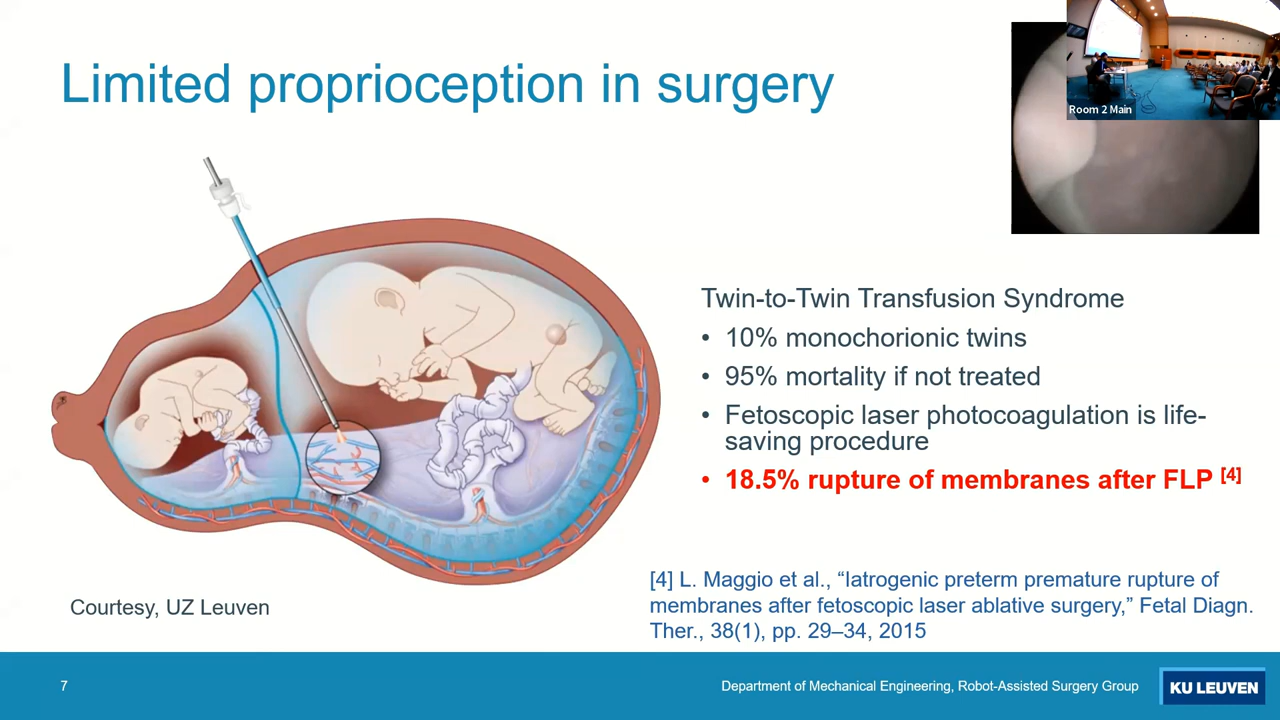 Limited proprioception in surgery
Room 2 Main
Twin-to-Twin Transfusion Syndrome
• 10% monochorionic twins
• 95% mortality if not treated
• Fetoscopic laser photocoagulation is life-
saving procedure
• 18.5% rupture of membranes after FLP [4]
[4] L. Maggio et al., “Iatrogenic preterm premature rupture of
membranes after fetoscopic laser ablative surgery,” Fetal Diagn.
Ther., 38(1), pp. 29–34, 2015
Courtesy, UZ Leuven
7
Department of Mechanical Engineering, Robot-Assisted Surgery Group
KU LEUVEN